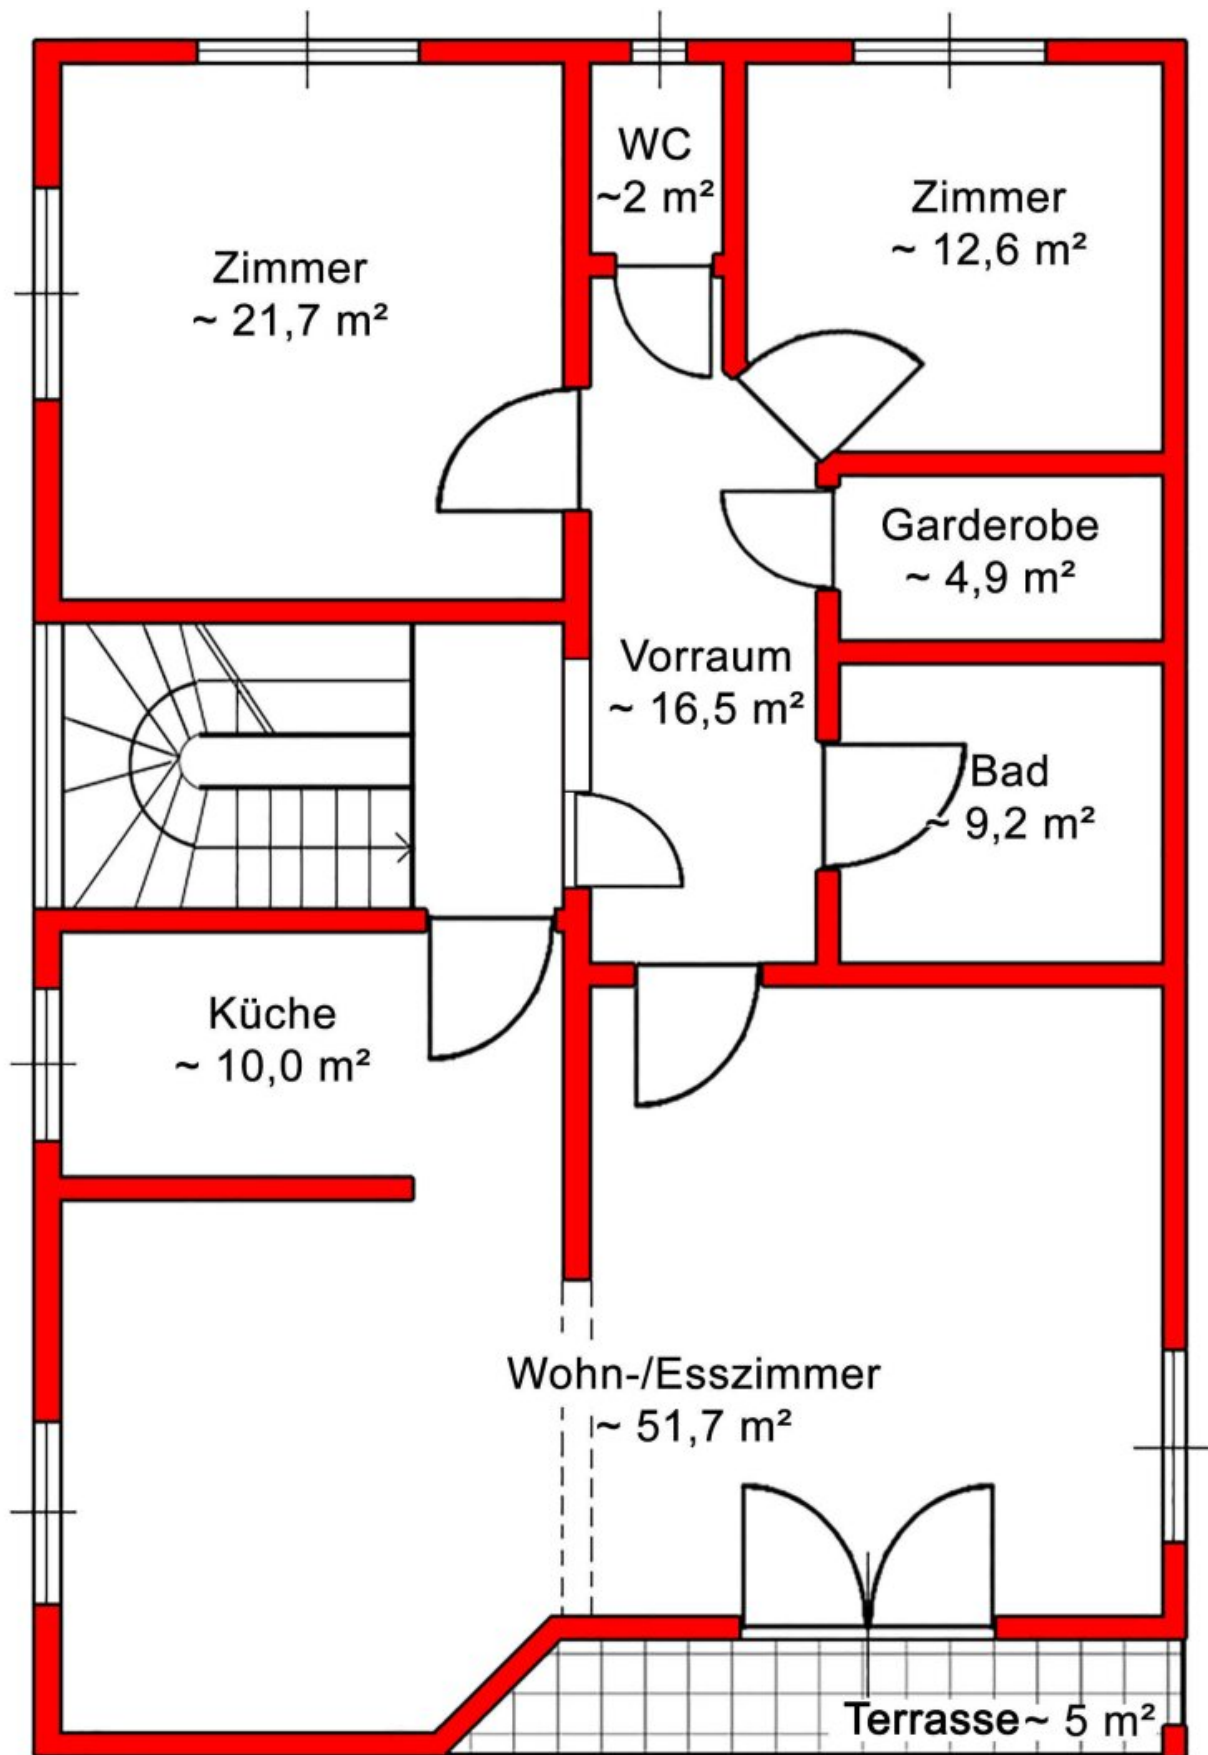 WC
~2 m²
Zimmer
~ 12,6 m²
Zimmer
~ 21,7 m²
Garderobe
~ 4,9 m²
Vorraum
~ 16,5 m²
Bad
~ 9,2 m²
Küche
~ 10,0 m²
Wohn-/Esszimmer
~ 51,7 m²
Terrasse~ 5 m²